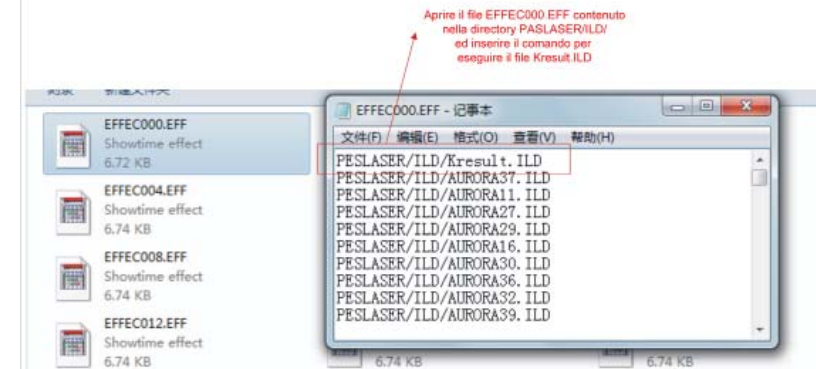 Aprire il file EFFEC000 EFF contenuto
nella directory PASLASER/ILD/
ed inserire il comando per
eseguire il file Kresult.ILD
新建文件夹
EFFEC000.EFF
Showtime effect
6.72 KB
EFFEC004.EFF
Showtime effect
6.74 KB
EFFEC008.EFF
Showtime effect
6.74 KB
EFFEC012.EFF
Showtime effect
6.74 KB
EFFEC000.EFF - 记事本
文件(F) 编辑(E) 格式(O) 查看(V) 帮助(H)
PESLASER/ILD/Kresult.ILD
PESLASER/ILD/AURORA37.ILD
PESLASER/ILD/AURORA11.ILD
PESLASER/ILD/AURORA27.ILD
PESLASER/ILD/AURORA29.ILD
PESLASER/ILD/AURORA16.ILD
PESLASER/ILD/AURORA30.ILD
PESLASER/ILD/AURORA36.ILD
PESLASER/ILD/AURORA32.ILD
PESLASER/ILD/AURORA39.ILD
6.74 KB
6.74 KB